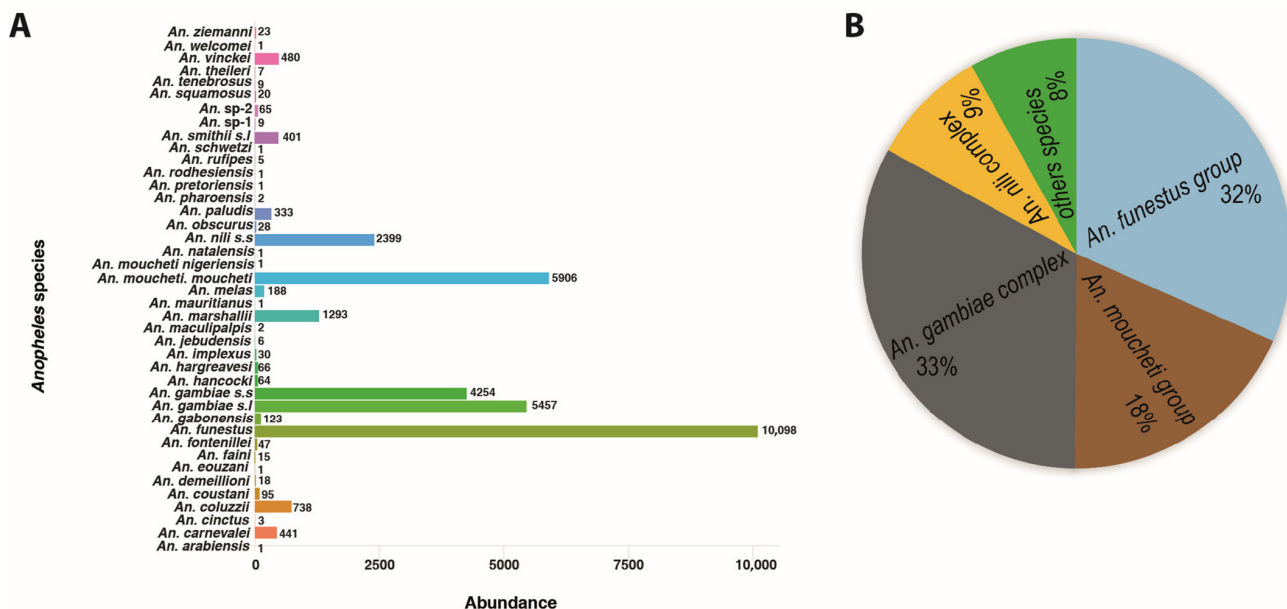 A
Anopheles species
An. ziemanni 23
An. welcomei 1
An. vinckei 480
An. theileri 7
An. tenebrosus 9
An. squamosus 20
An. sp-2 65
An. sp-1 9
An. smithii s.l 401
An. schwetzi 1
An. rufipes 5
An. rodhesiensis 1
An. pretoriensis 1
An. pharoensis 2
An. paludis 333
An. obscurus 28
An. nili s.s 2399
An. natalensis 1
An. moucheti nigeriensis 1
An. moucheti. moucheti 5906
An. melas 188
An. mauritianus 1
An. marshallii 1293
An. maculipalpis 2
An. jebudensis 6
An. implexus 30
An. hargreavesi 66
An. hancocki 64
An. gambiae s.s 4254
An. gambiae s.l 5457
An. gabonensis 123
An. funestus 10,098
An. fontenillei 47
An. faini 15
An. eouzani 1
An. demeillioni 18
An. coustani 95
An. coluzzii 738
An. cinctus 3
An. carnevalei 441
An. arabiensis 1
0 2500 5000 7500 10,000
Abundance
B
An. funestus group
32%
An. moucheti group
18%
An. gambiae complex
33%
An. nili complex
9%
others species
8%